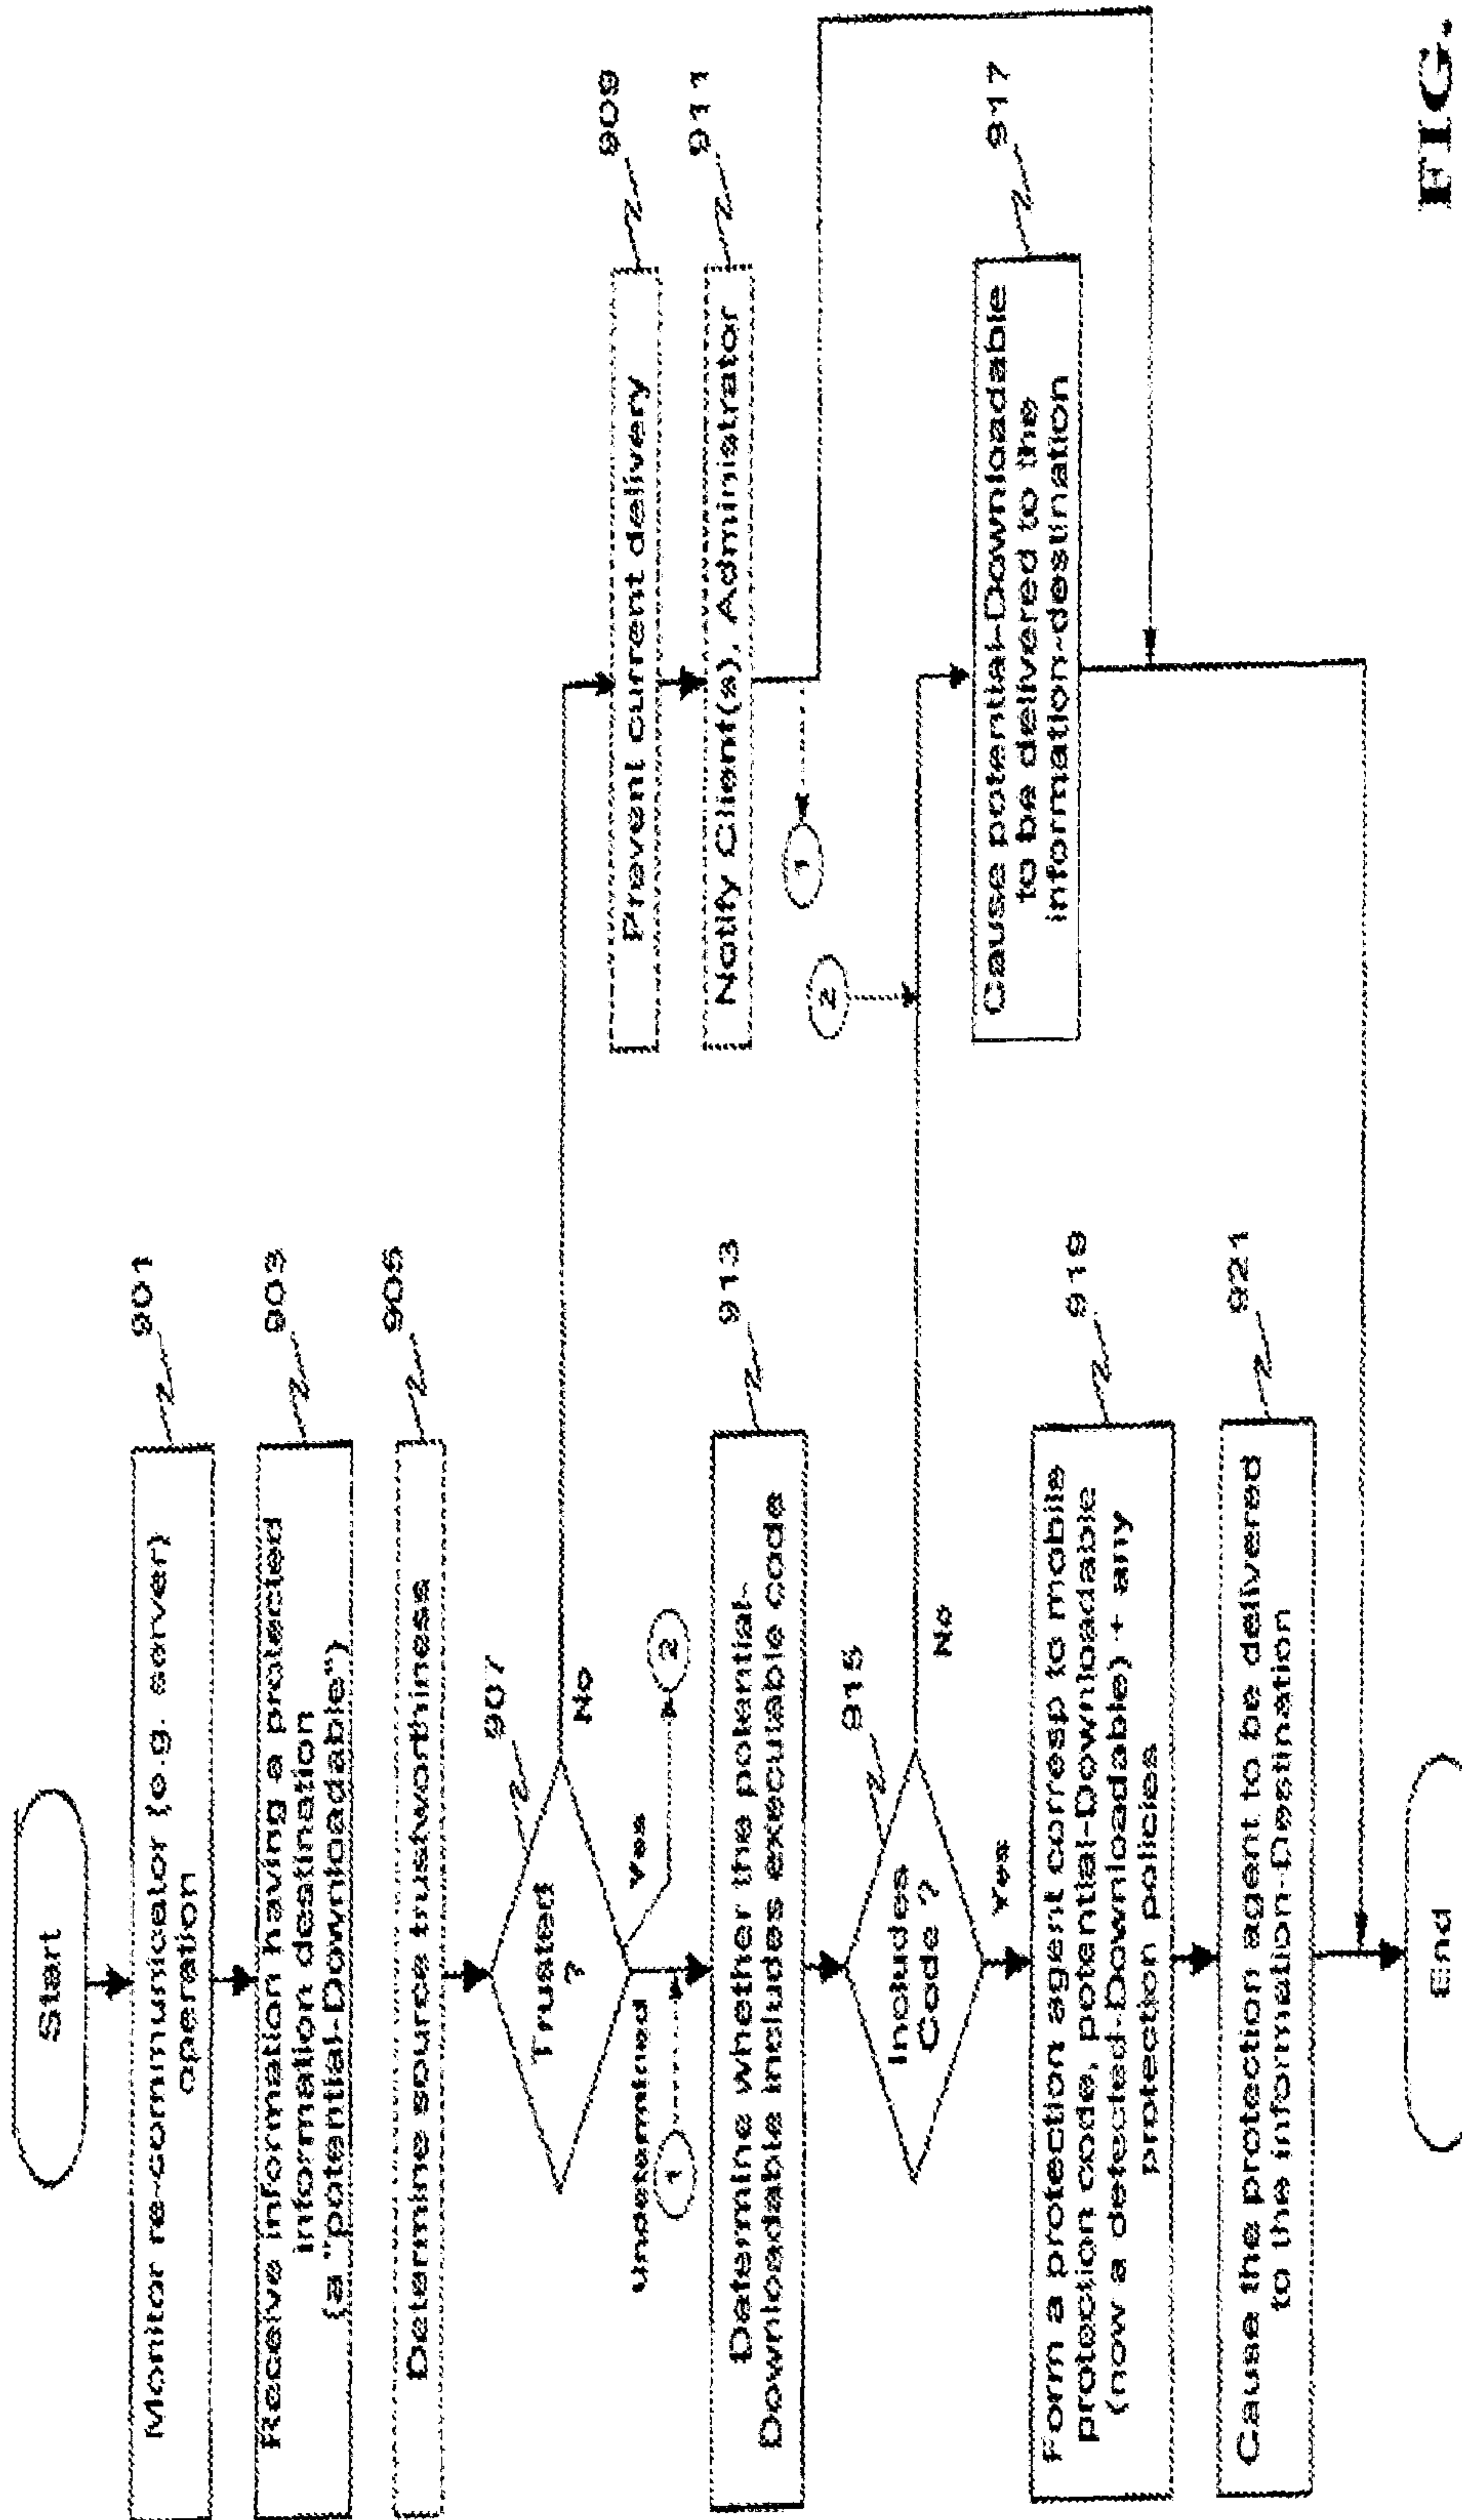 Start
901
Monitor re-communicator (e.g. server)
operation
903
Receive information having a protected
information destination
(a "potential-Downloadable")
905
Determine source trustworthiness
907
Trusted
?
No
Yes
2
undetermined
1
909
Prevent current delivery
911
Notify Client(s), Administrator
1
913
Determine whether the potential-
Downloadable includes executable code
915
Includes
Code ?
No
Yes
2
917
Cause potential-Downloadable
to be delivered to the
information-destination
919
Form a protection agent corresp to mobile
protection code, potential-Downloadable
(now a detected-Downloadable) + any
protection policies
921
Cause the protection agent to be delivered
to the information-Destination
End
FIG.